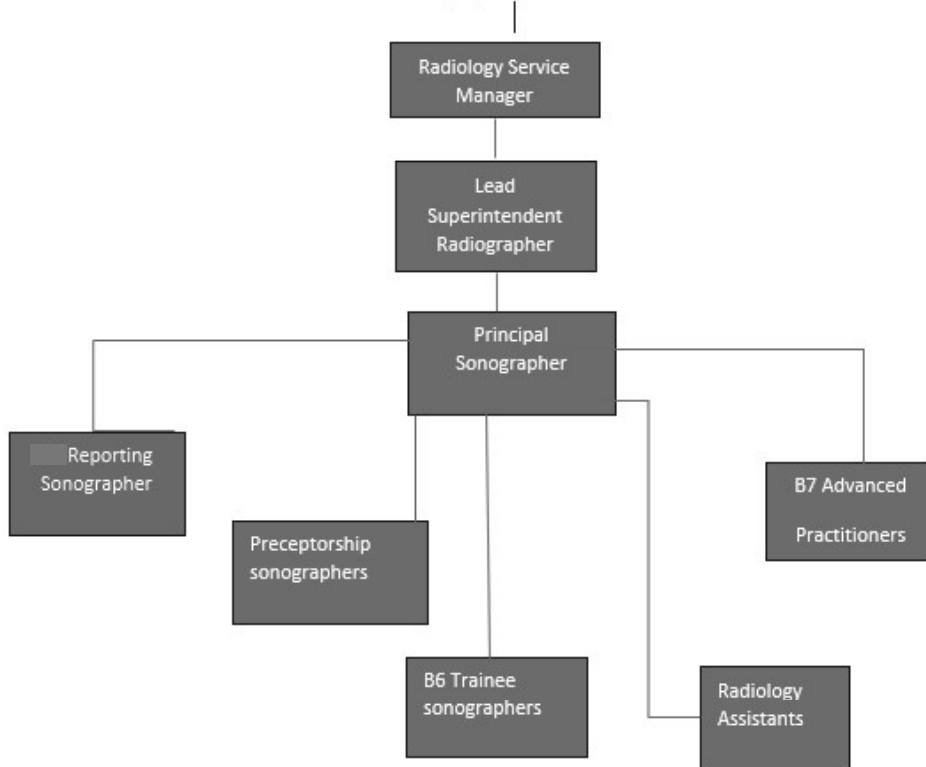 Radiology Service
Manager
Lead
Superintendent
Radiographer
Principal
Sonographer
Reporting
Sonographer
Preceptorship
sonographers
B6 Trainee
sonographers
Radiology
Assistants
B7 Advanced
Practitioners